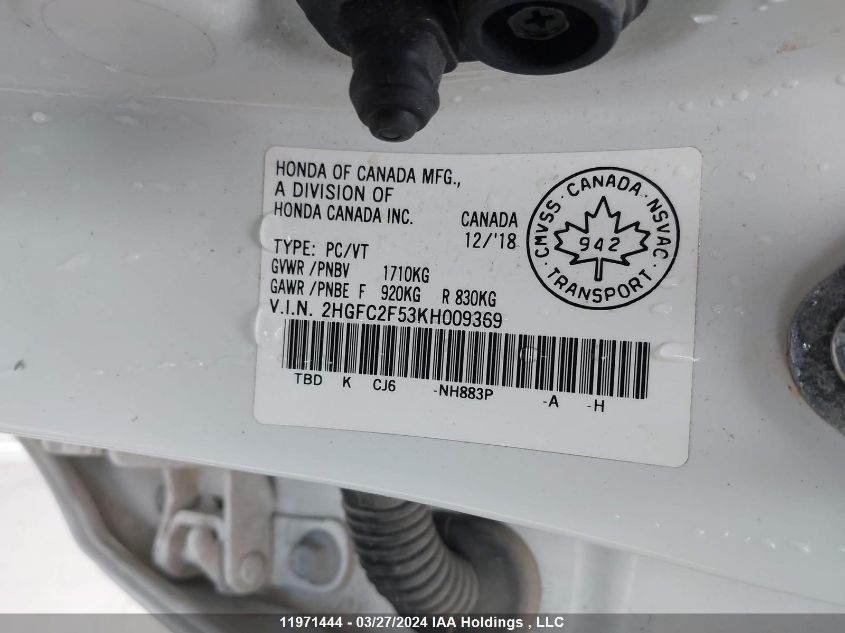 HONDA OF CANADA MFG.,
A DIVISION OF
HONDA CANADA INC. CANADA
12/'18
TYPE: PC/VT
GVWR /PNBV 1710KG
GAWR /PNBE F 920KG R 830KG
V.I.N. 2HGFC2F53KH009369
TBD K CJ6 -NH883P -A -H
CMVSS · CANADA · NSVAC
942
TRANSPORT
11971444 - 03/27/2024 IAA Holdings , LLC